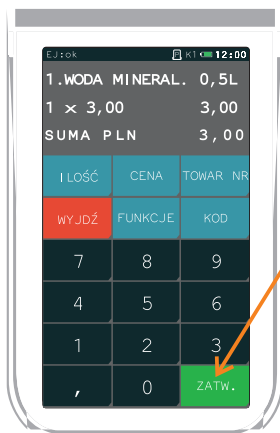 EJ:ok P K1 12:00
1.WODA MINERAL. 0,5L
1 × 3,00 3,00
SUMA PLN 3,00
ILOŚĆ CENA TOWAR NR
WYJDŹ FUNKCJE KOD
7 8 9
4 5 6
1 2 3
, 0 ZATW.